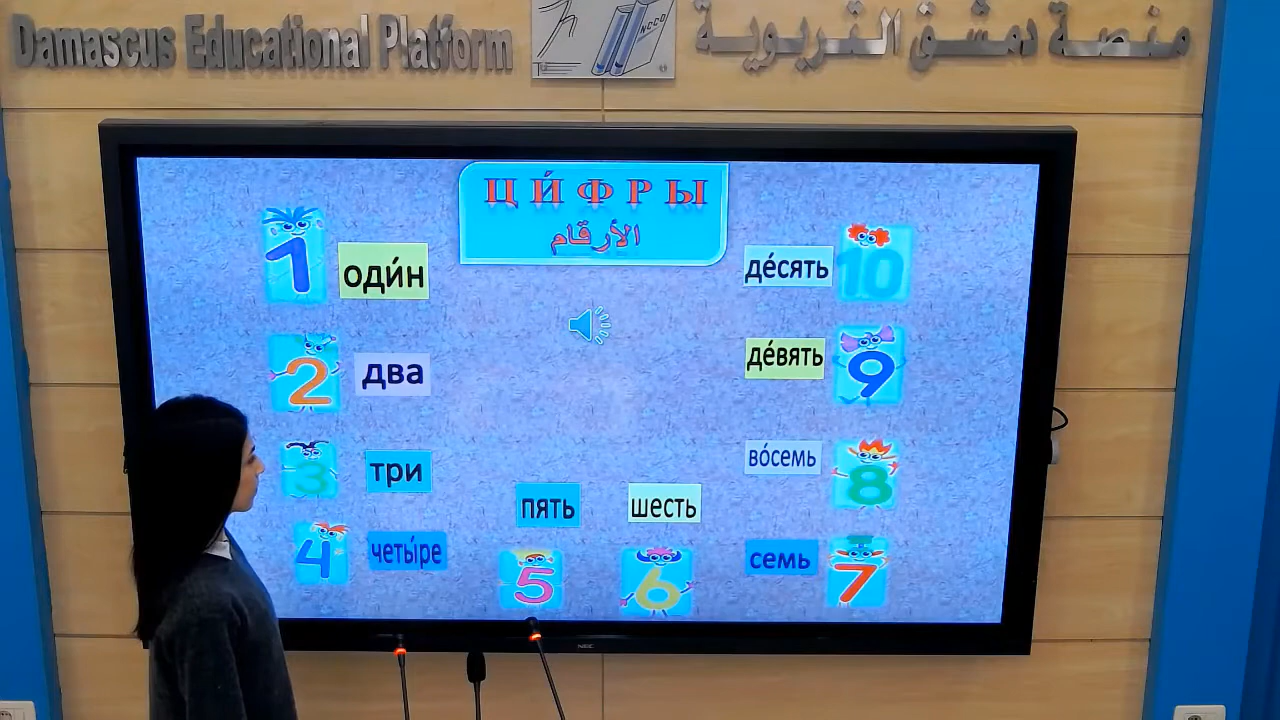 Damascus Educational Platform
منصة دمشق التربوية
ЦИ́ФРЫ
الأرقام
1 оди́н
2 два
3 три
4 четы́ре
пять
5
шесть
6
де́сять 10
де́вять 9
во́семь 8
семь 7
NEC